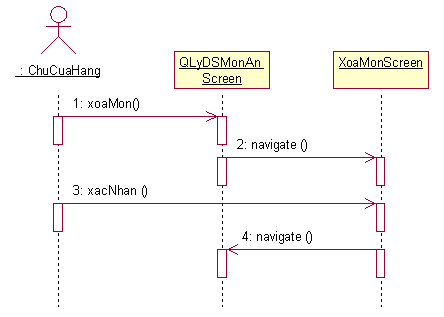 : ChuCuaHang
QLyDSMonAn
Screen
XoaMonScreen
1: xoaMon()
2: navigate ()
3: xacNhan ()
4: navigate ()